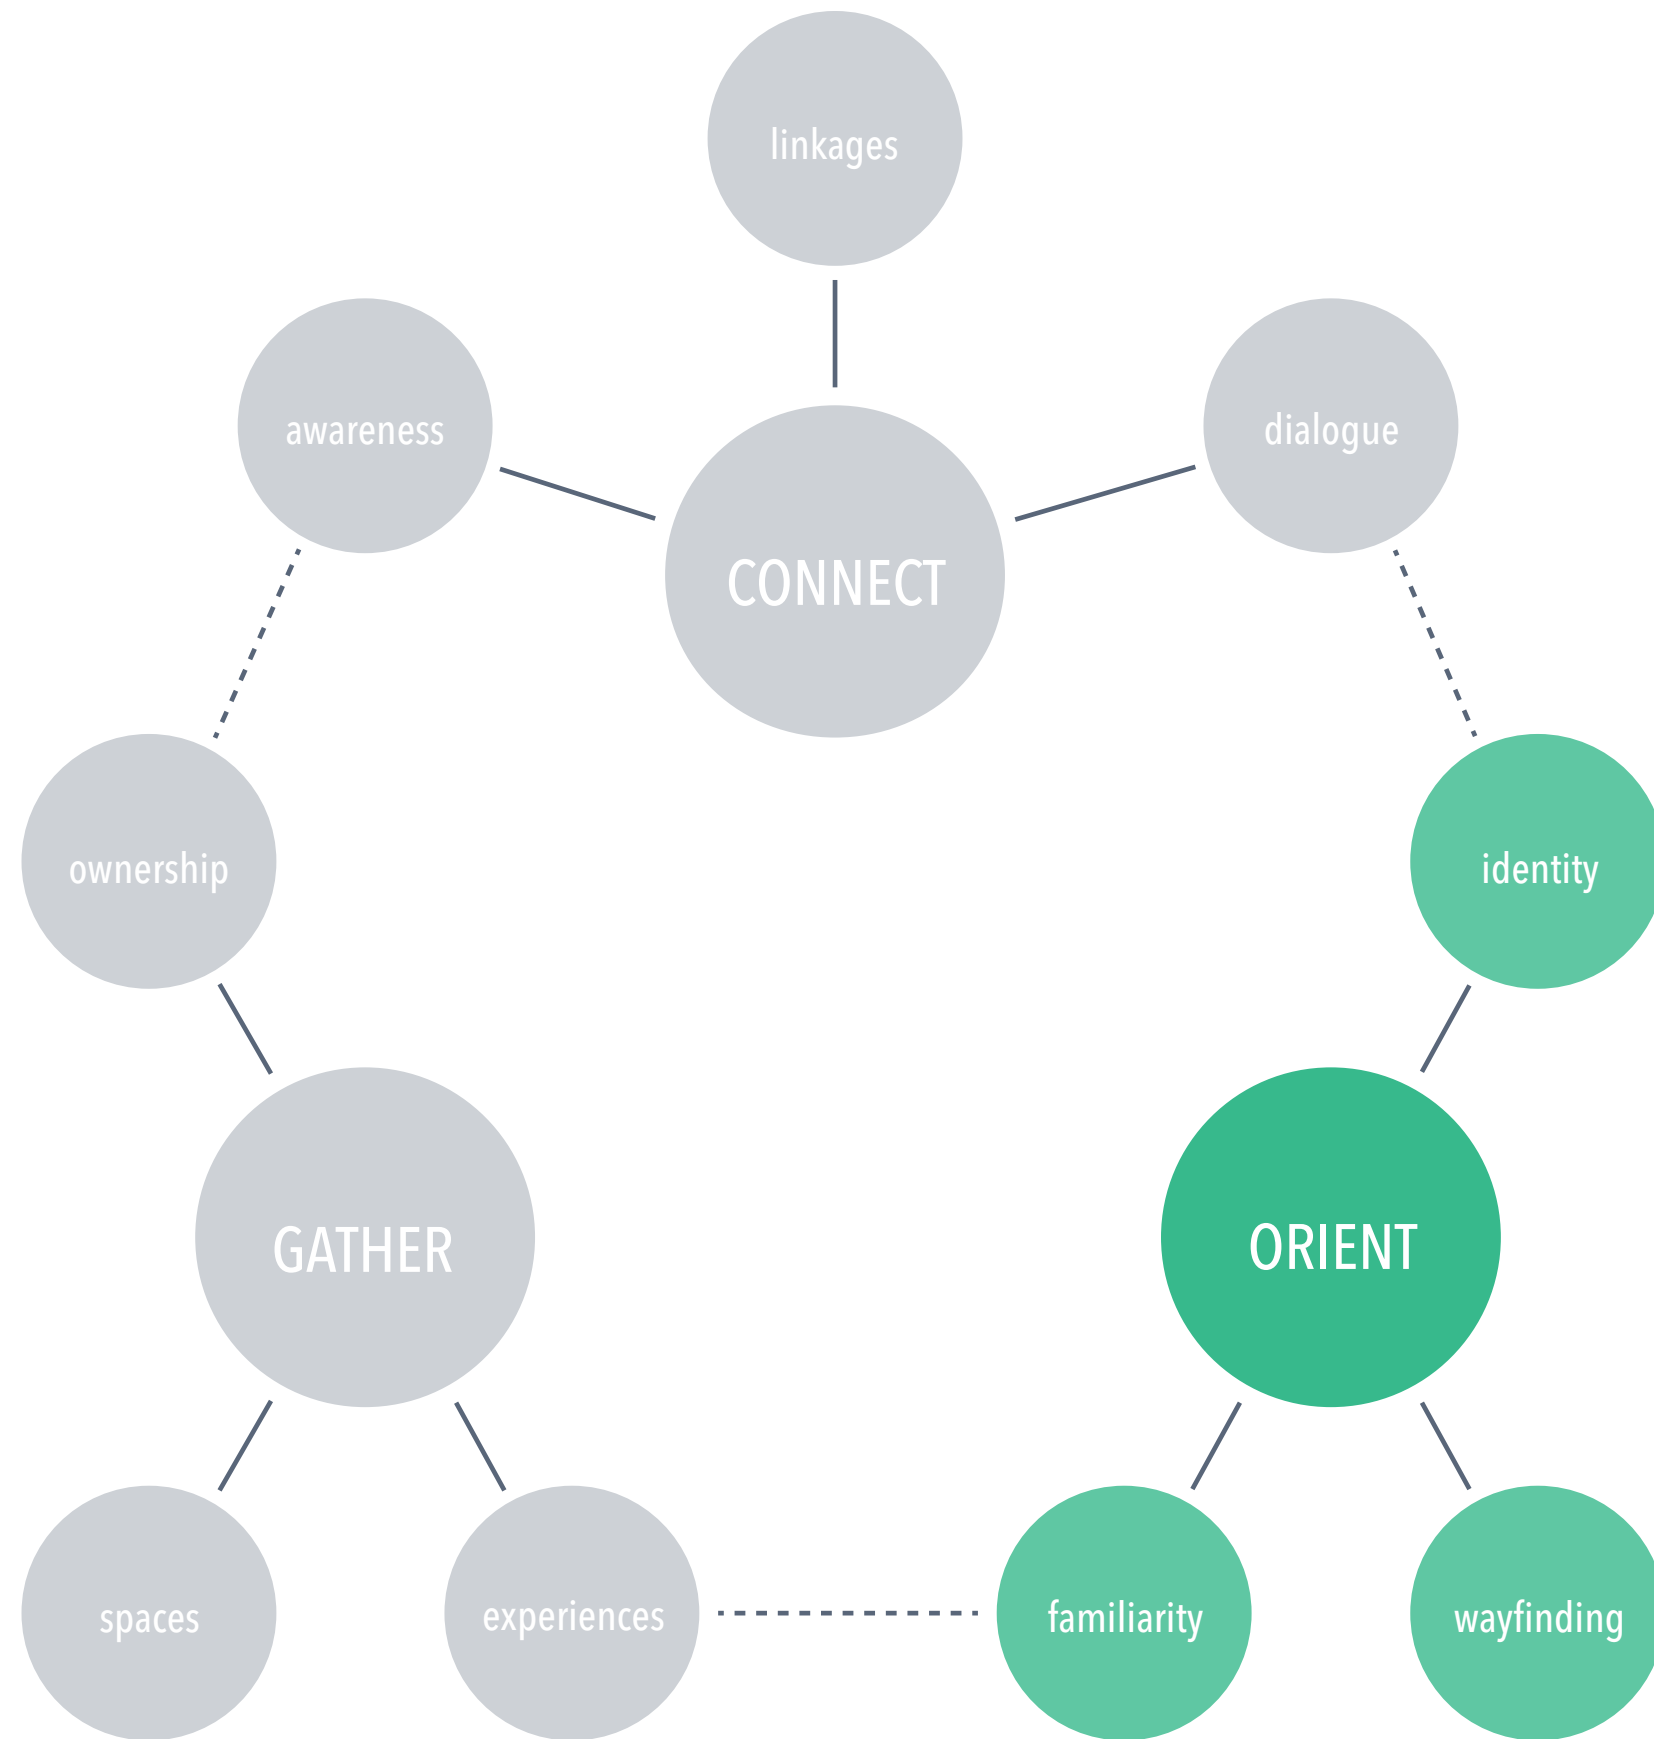 linkages
awareness
dialogue
CONNECT
ownership
identity
GATHER
ORIENT
spaces
experiences
familiarity
wayfinding